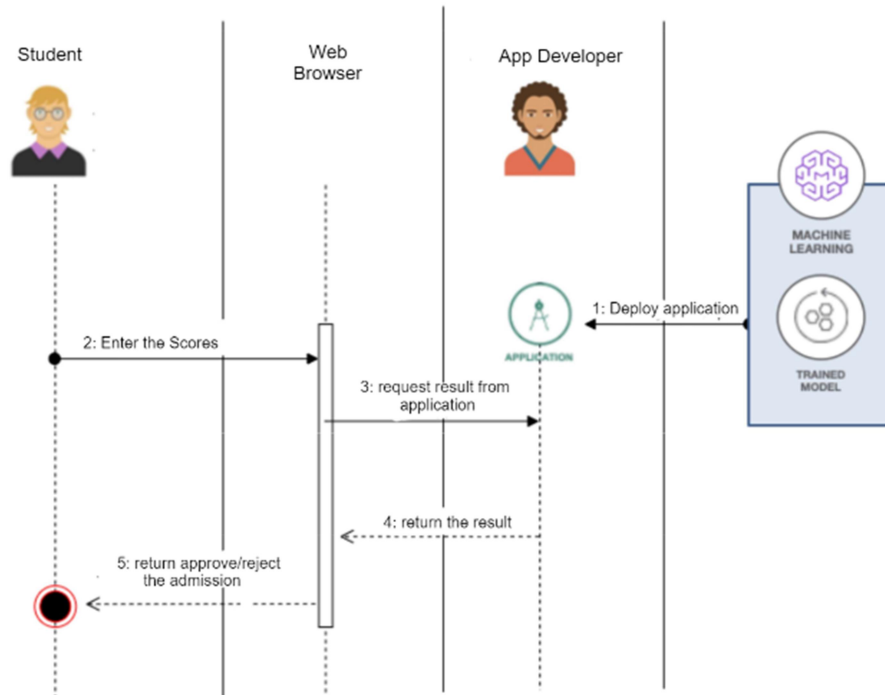 Student
Web
Browser
App Developer
MACHINE
LEARNING
1: Deploy application
APPLICATION
TRAINED
MODEL
2: Enter the Scores
3: request result from
application
4: return the result
5: return approve/reject
the admission